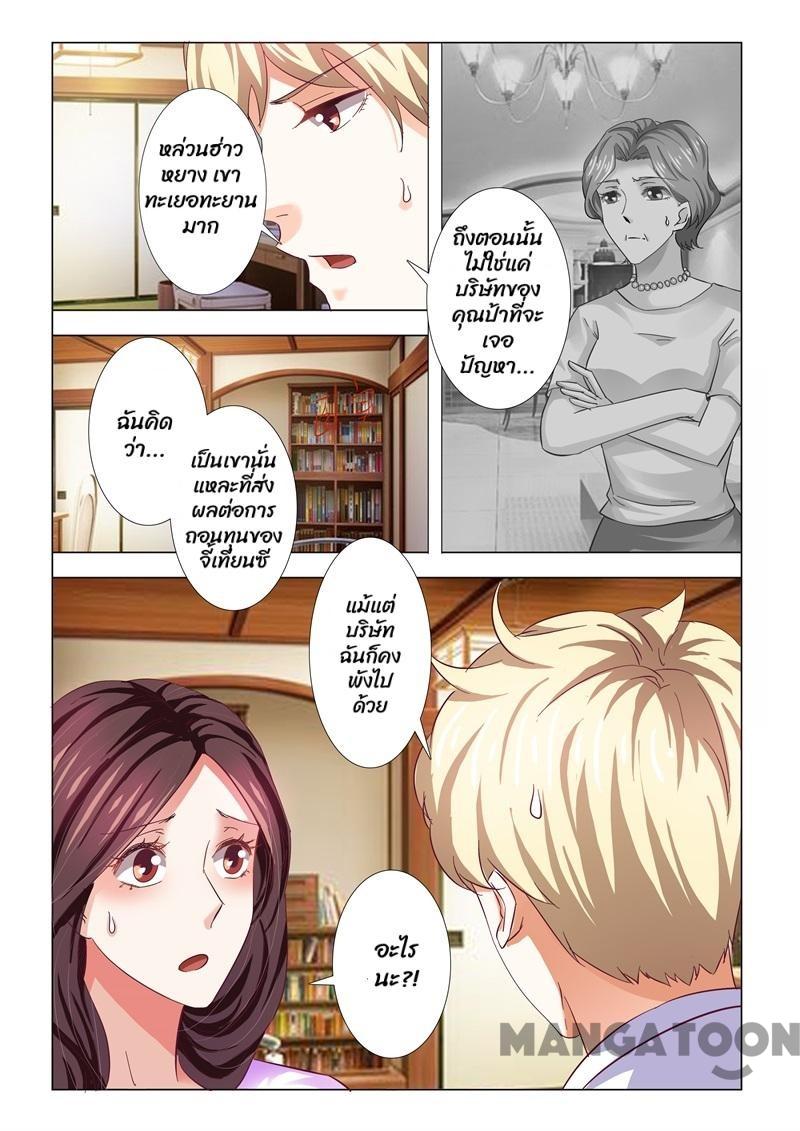 หล่วนฮ่าว
หยาง เขา
ทะเยอทะยาน
มาก
ถึงตอนนั้น
ไม่ใช่แค่
บริษัทของ
คุณป้าที่จะ
เจอ
ปัญหา...
ฉันคิด
ว่า...
เป็นเขานั่น
แหละที่ส่ง
ผลต่อการ
ถอนทุนของ
จี้เทียนซี
แม้แต่
บริษัท
ฉันก็คง
พังไป
ด้วย
อะไร
นะ?!
MANGATOON